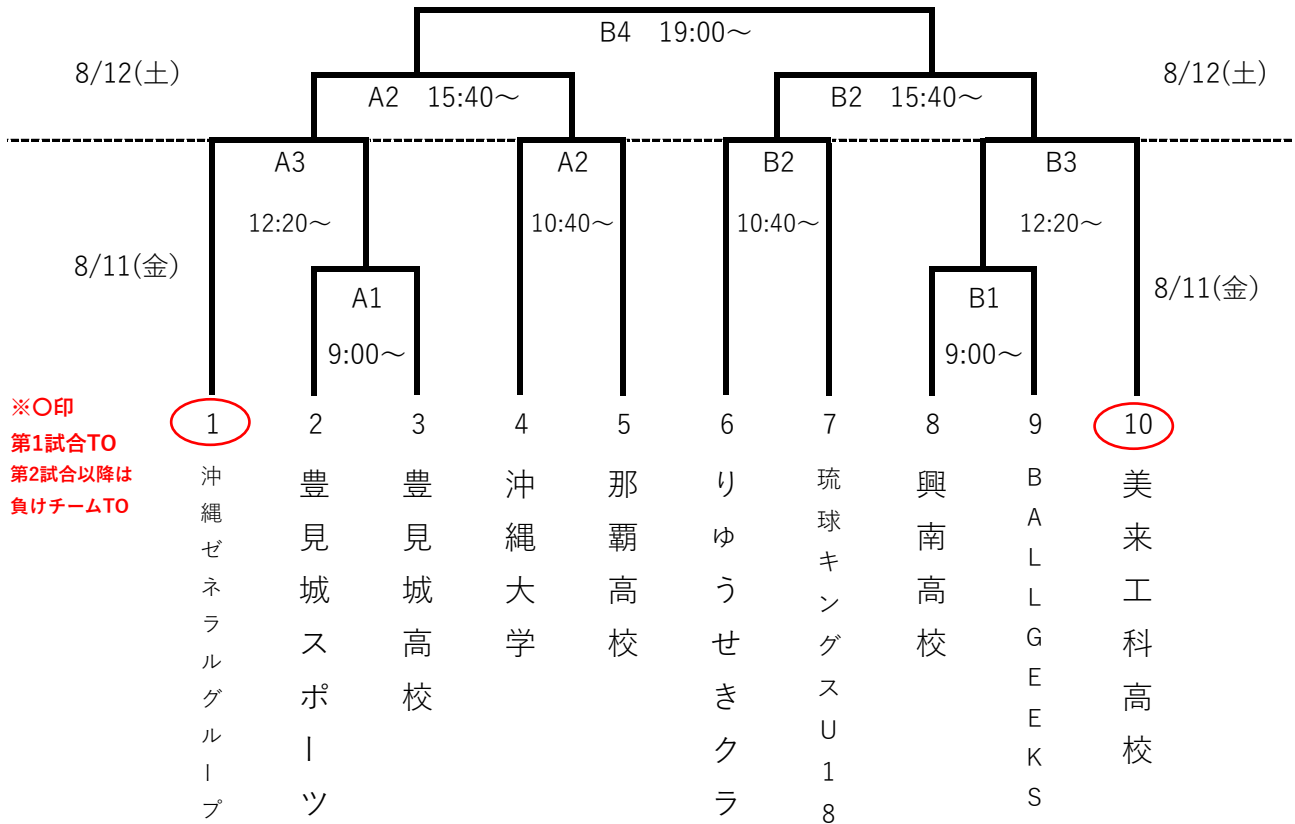 B4 19:00～
8/12(土)
8/12(土)
A2 15:40～
B2 15:40～
A3
A2
B2
B3
12:20～
10:40～
10:40～
12:20～
8/11(金)
8/11(金)
A1
B1
9:00～
9:00～
※〇印
第1試合TO
第2試合以降は
負けチームTO
1
2
3
4
5
6
7
8
9
10
沖縄ゼネラルグループ
豊見城スポーツ
豊見城高校
沖縄大学
那覇高校
りゅうせきクラ
琉球キングスU18
興南高校
BALLGEEKS
美来工科高校